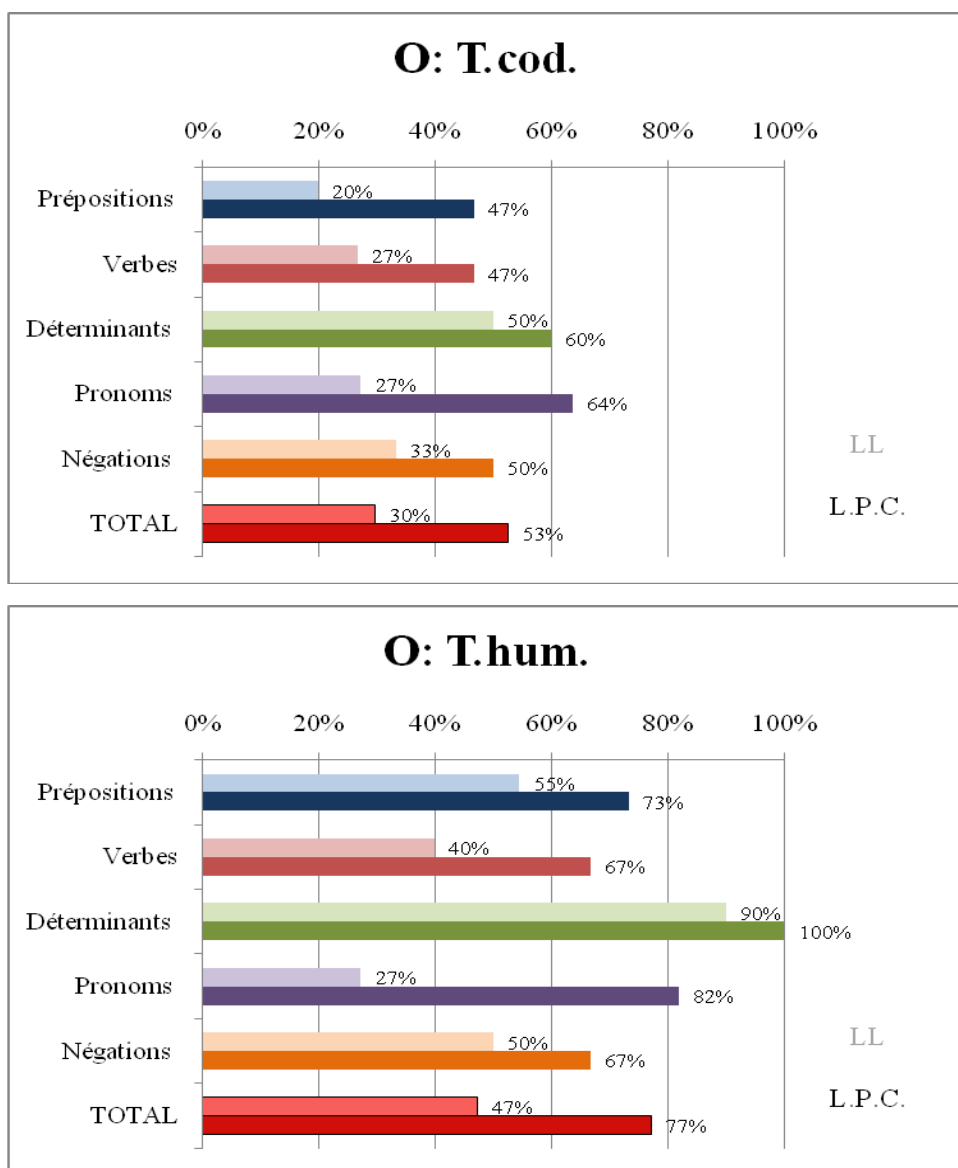 O: T.cod.
0% 20% 40% 60% 80% 100%
Prépositions 20% 47%
Verbes 27% 47%
Déterminants 50% 60%
Pronoms 27% 64%
Négations 33% 50%
LL
TOTAL 30% 53%
L.P.C.
O: T.hum.
0% 20% 40% 60% 80% 100%
Prépositions 55% 73%
Verbes 40% 67%
Déterminants 90% 100%
Pronoms 27% 82%
Négations 50% 67%
LL
TOTAL 47% 77%
L.P.C.